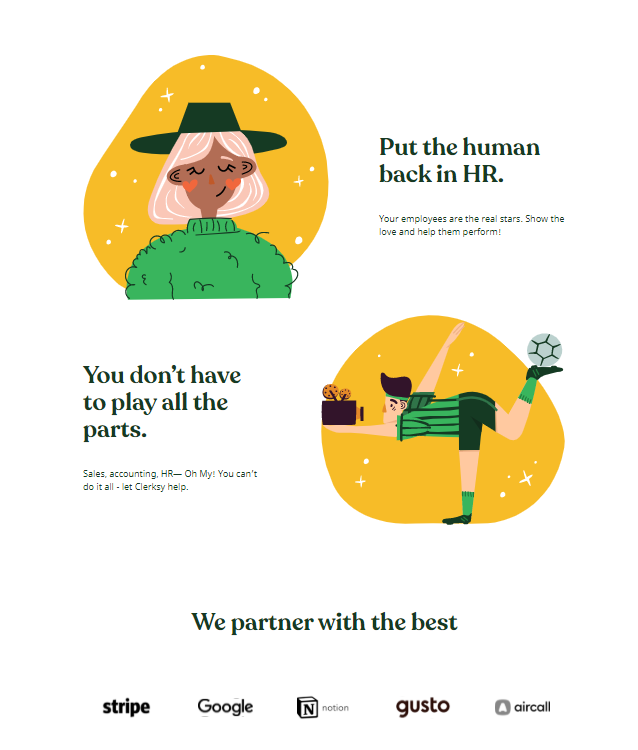 Put the human
back in HR.
Your employees are the real stars. Show the
love and help them perform!
You don’t have
to play all the
parts.
Sales, accounting, HR— Oh My! You can’t
do it all - let Clerksy help.
We partner with the best
stripe
Google
N notion
gusto
A aircall